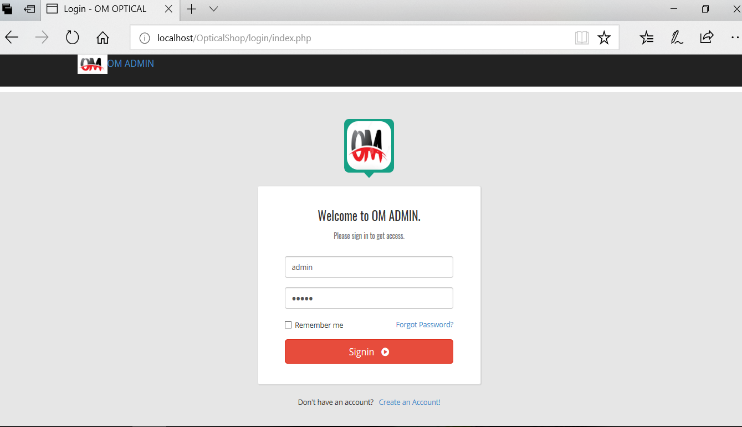 Login - OM OPTICAL
localhost/OpticalShop/login/index.php
OM OM ADMIN
OM
Welcome to OM ADMIN.
Please sign in to get access.
admin
•••••
Remember me Forgot Password?
Signin
Don't have an account? Create an Account!